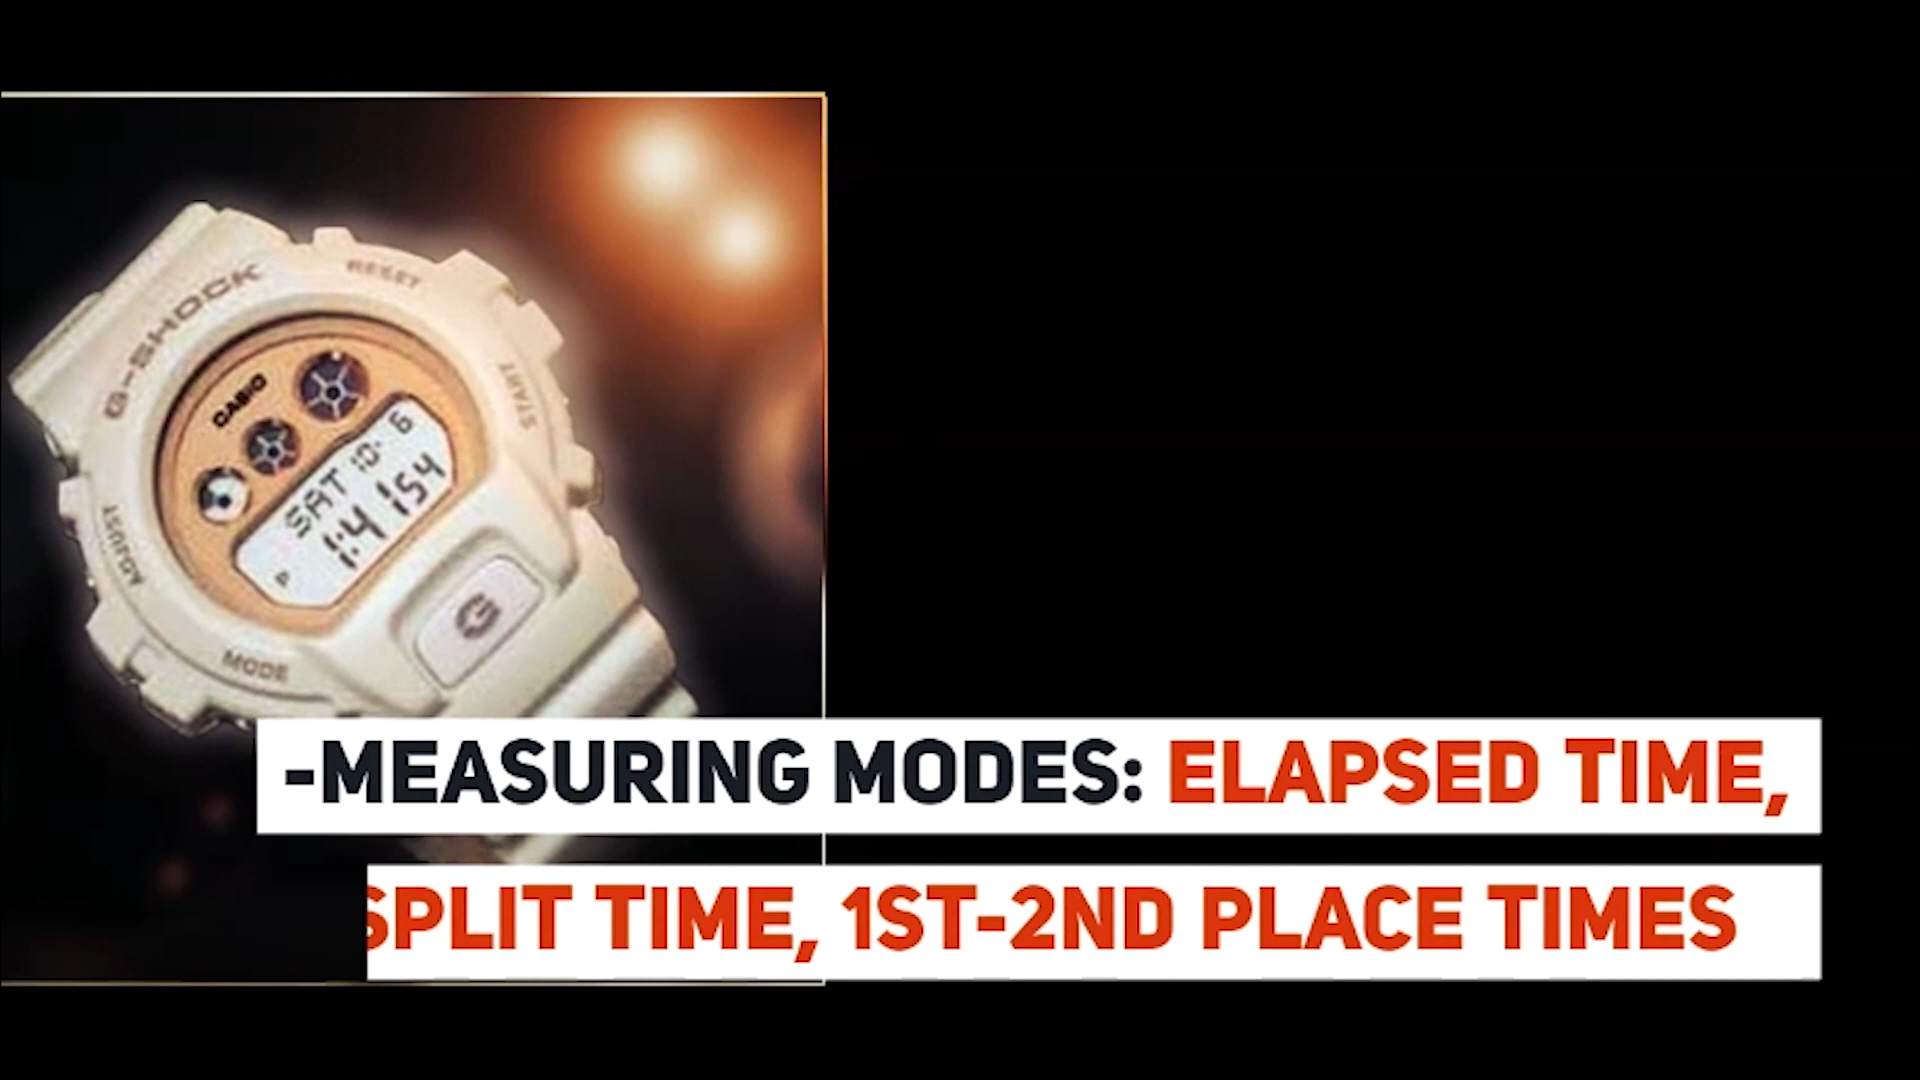 G-SHOCK
RESET
START
CASIO
SAT 10· 6
P 1:41 54
ADJUST
G
MODE
-MEASURING MODES: ELAPSED TIME,
SPLIT TIME, 1ST-2ND PLACE TIMES